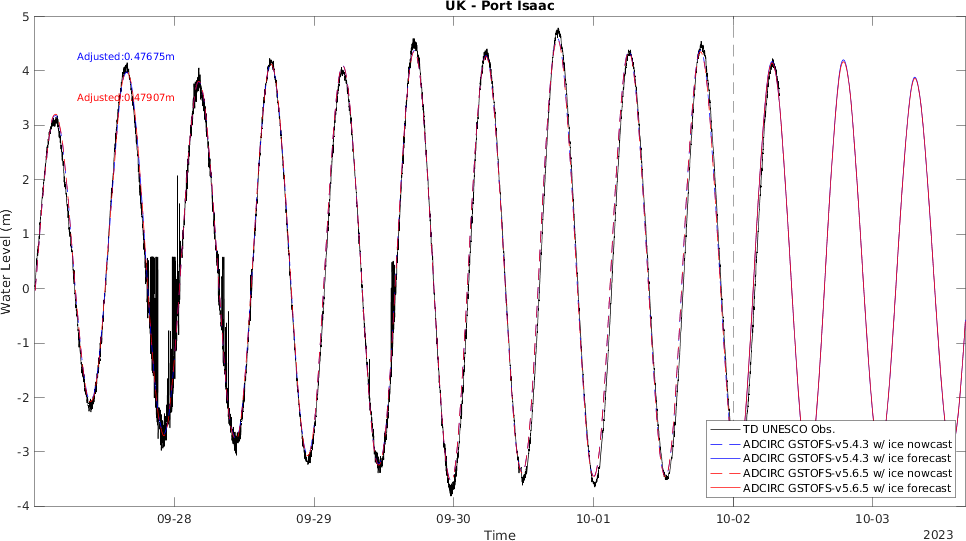 UK - Port Isaac
Adjusted:0.47675m
Adjusted:0.47907m
Water Level (m)
5
4
3
2
1
0
-1
-2
-3
-4
TD UNESCO Obs.
ADCIRC GSTOFS-v5.4.3 w/ ice nowcast
ADCIRC GSTOFS-v5.4.3 w/ ice forecast
ADCIRC GSTOFS-v5.6.5 w/ ice nowcast
ADCIRC GSTOFS-v5.6.5 w/ ice forecast
09-28 09-29 09-30 10-01 10-02 10-03
Time
2023